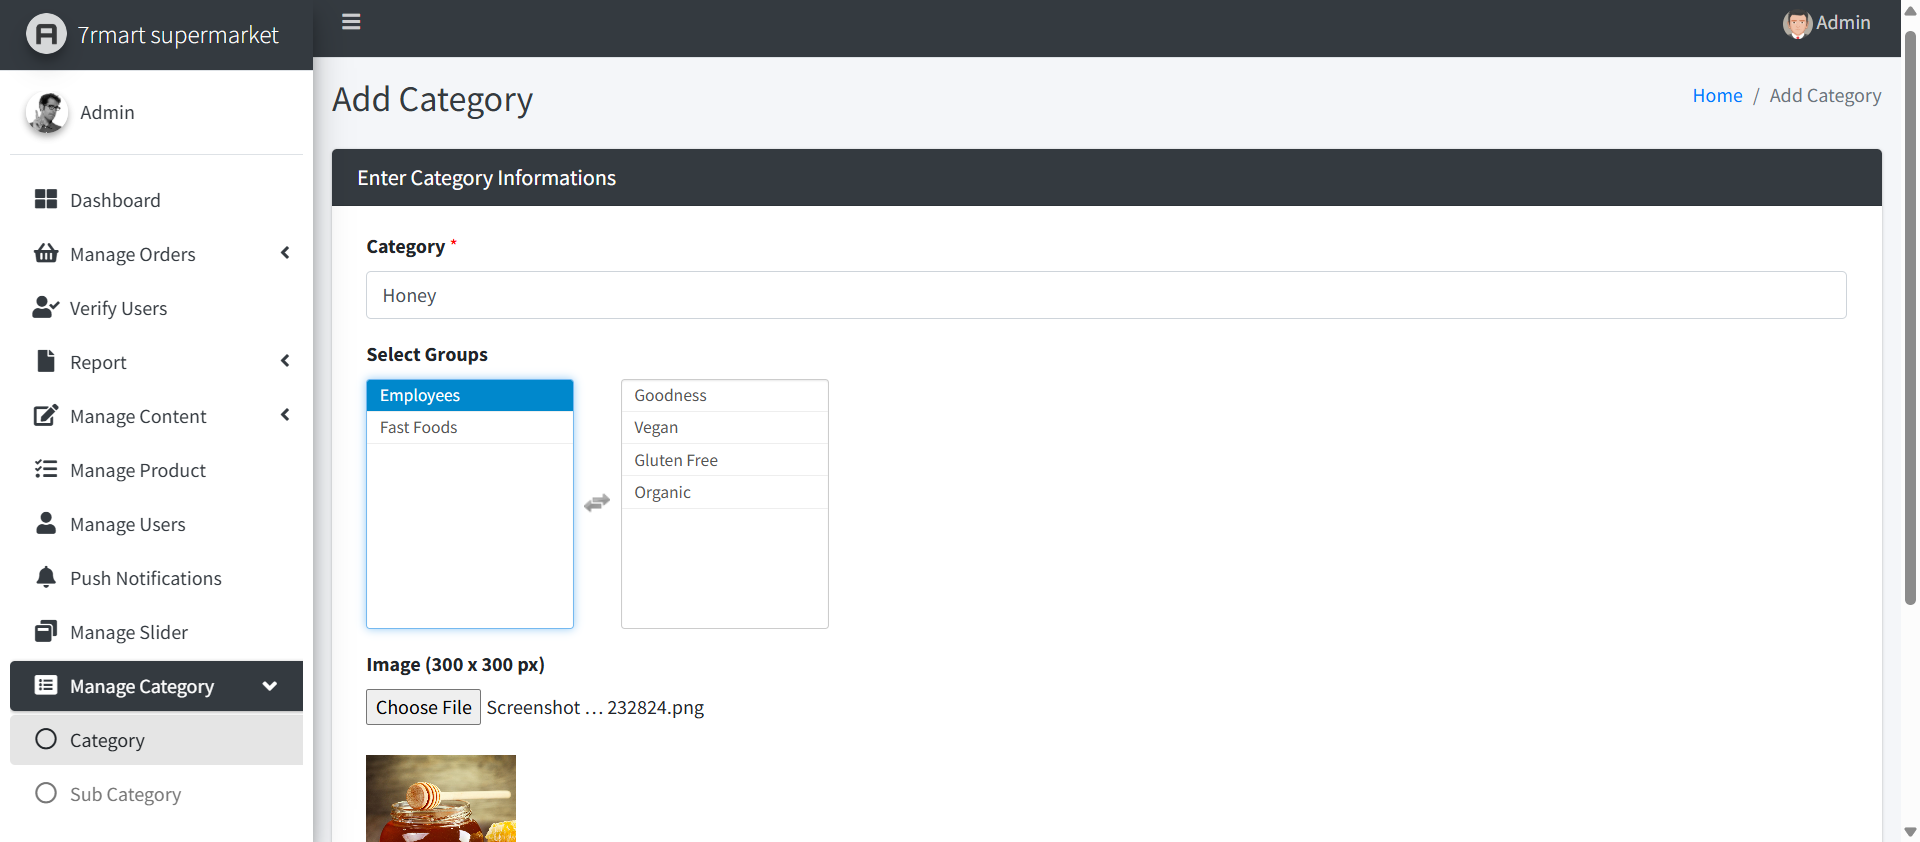 7rmart supermarket
Admin
Admin
Dashboard
Manage Orders
Verify Users
Report
Manage Content
Manage Product
Manage Users
Push Notifications
Manage Slider
Manage Category
Category
Sub Category
Add Category
Home / Add Category
Enter Category Informations
Category *
Honey
Select Groups
Employees
Fast Foods
Goodness
Vegan
Gluten Free
Organic
Image (300 x 300 px)
Choose File Screenshot ... 232824.png